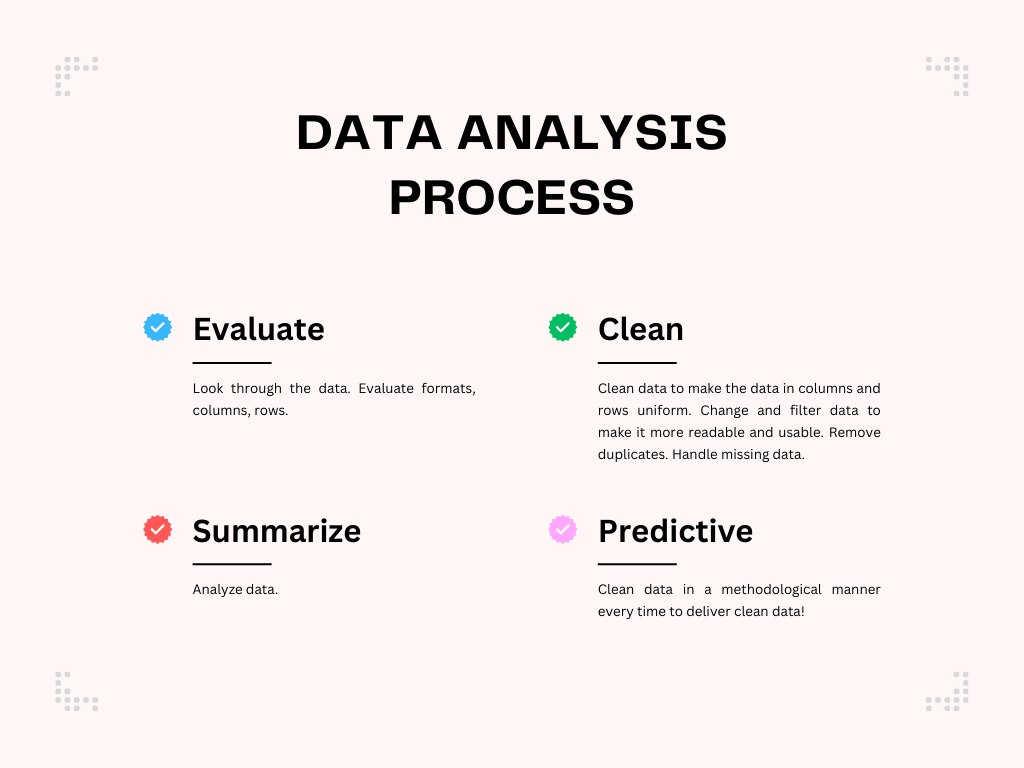 DATA ANALYSIS
PROCESS
Evaluate
Look through the data. Evaluate formats,
columns, rows.
Clean
Clean data to make the data in columns and
rows uniform. Change and filter data to
make it more readable and usable. Remove
duplicates. Handle missing data.
Summarize
Analyze data.
Predictive
Clean data in a methodological manner
every time to deliver clean data!